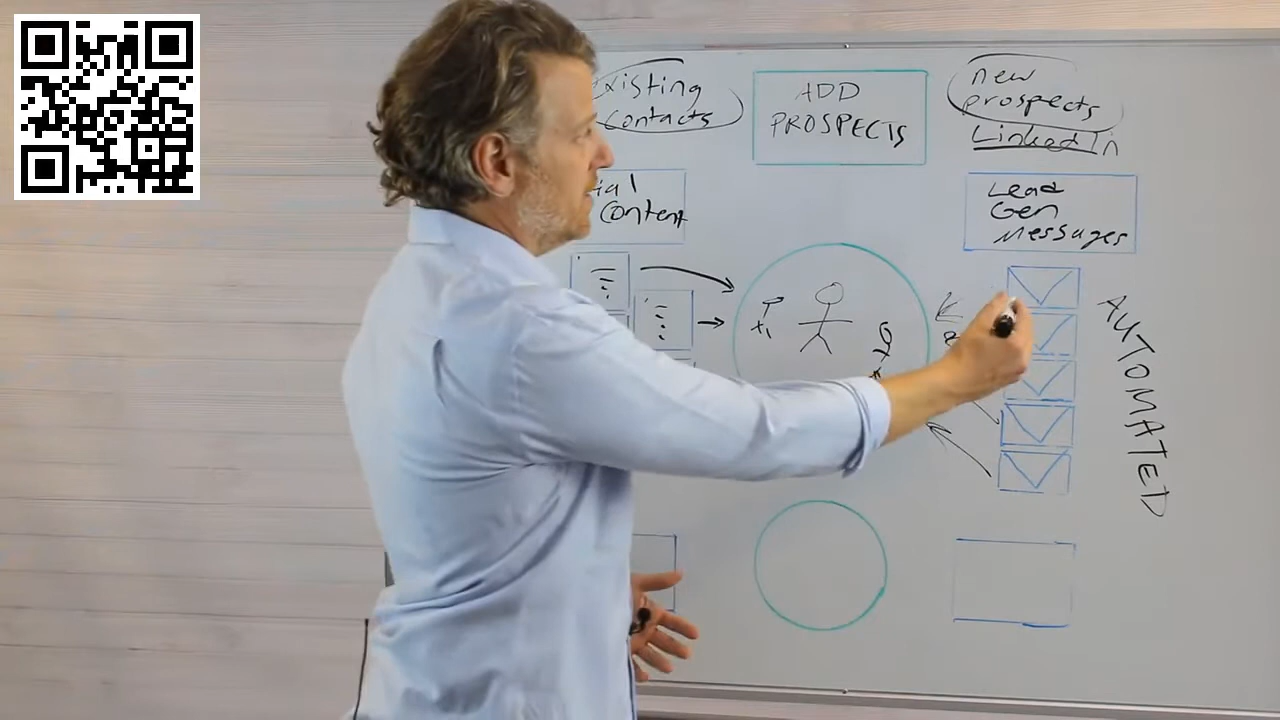 xisting
contacts
ADD
PROSPECTS
new
prospects
LinkedIn
ial
Content
Lead
Gen
Messages
AUTOMATED